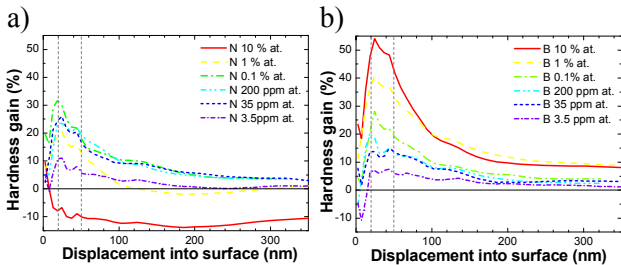 a)
b)
Hardness gain (%)
50
40
30
20
10
0
-10
N 10 % at.
N 1 % at.
N 0.1 % at.
N 200 ppm at.
N 35 ppm at.
N 3.5ppm at.
0 100 200 300
Displacement into surface (nm)
Hardness gain (%)
50
40
30
20
10
0
10
B 10 % at.
B 1 % at.
B 0.1% at.
B 200 ppm at.
B 35 ppm at.
B 3.5 ppm at.
0 100 200 300
Displacement into surface (nm)